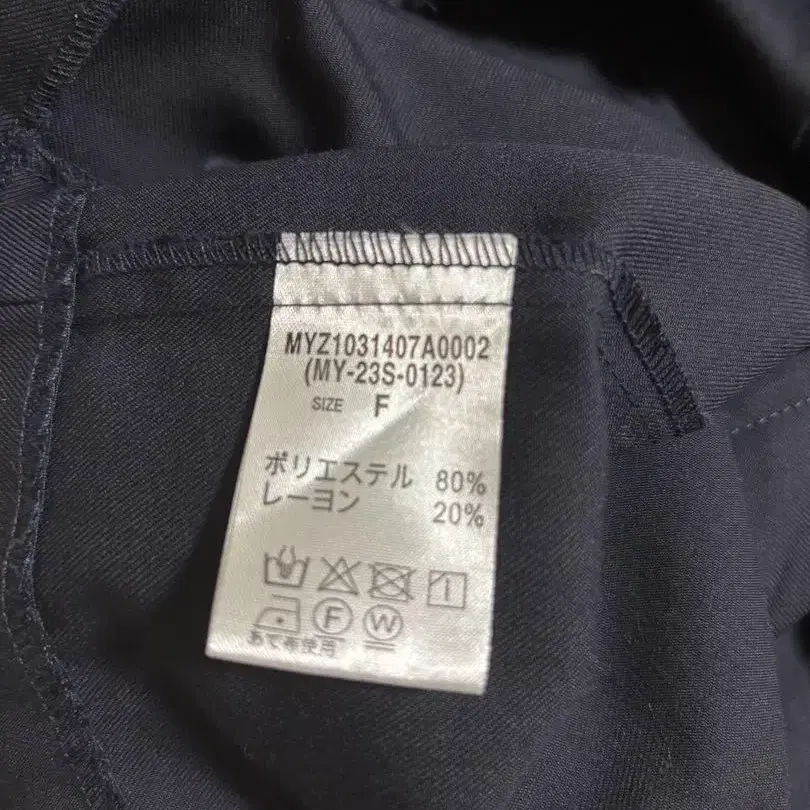 MYZ1031407A0002
(MY-23S-0123)
SIZE F
ポリエステル 80%
レーヨン 20%
F W
あて布使用